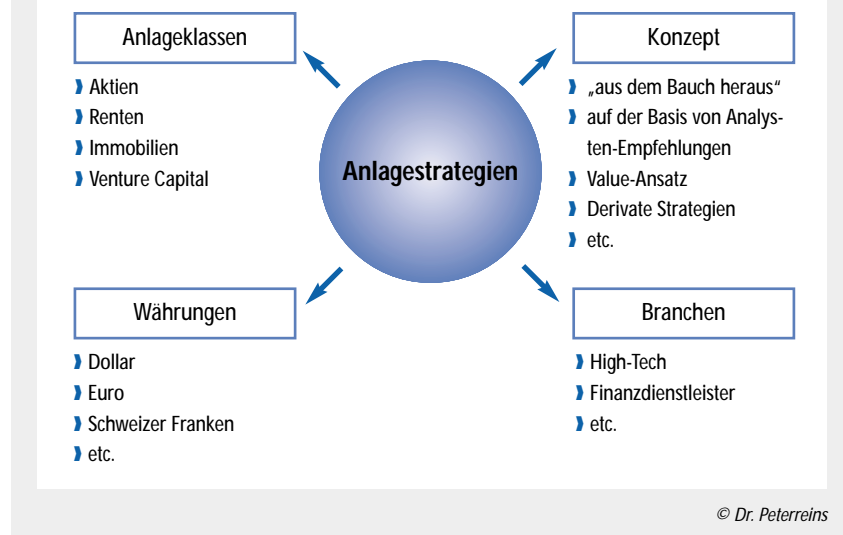 Anlageklassen
Aktien
Renten
Immobilien
Venture Capital
Konzept
„aus dem Bauch heraus“
auf der Basis von Analys-
ten-Empfehlungen
Value-Ansatz
Derivate Strategien
etc.
Anlagestrategien
Währungen
Dollar
Euro
Schweizer Franken
etc.
Branchen
High-Tech
Finanzdienstleister
etc.
© Dr. Peterreins